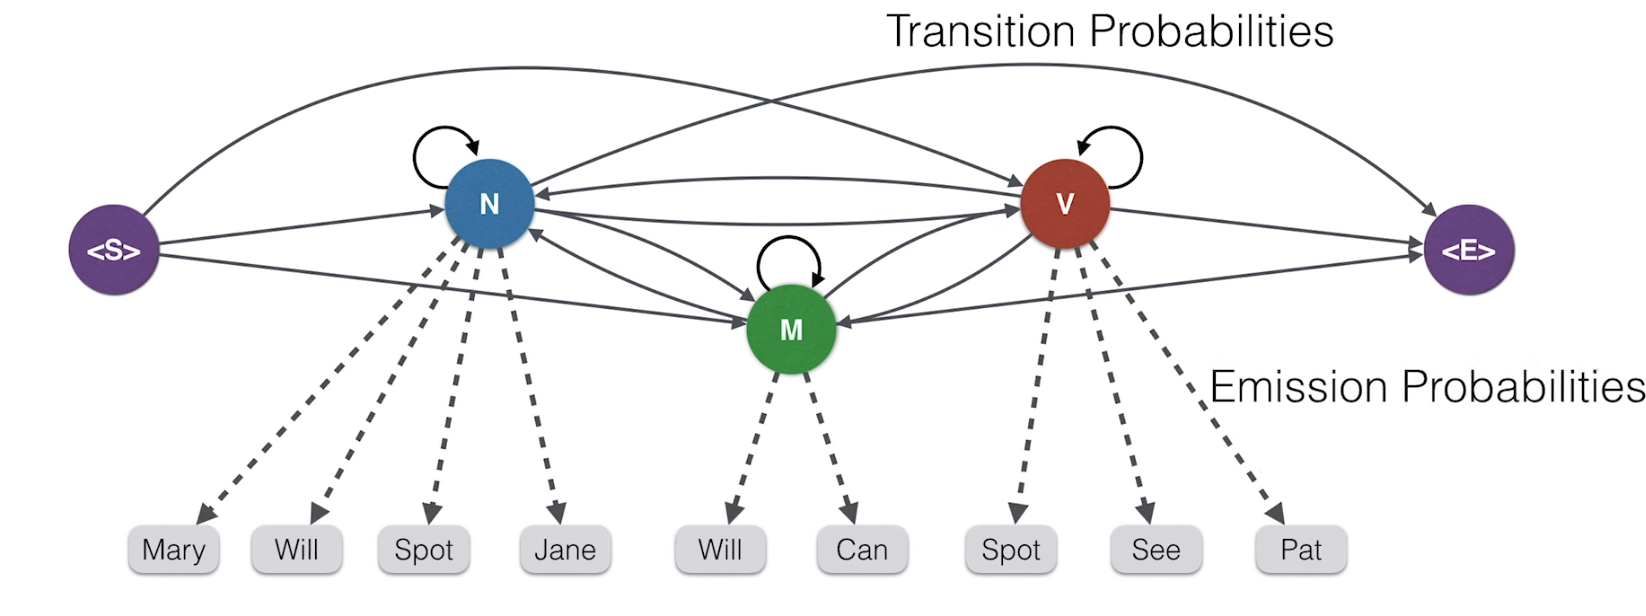 Transition Probabilities
N
V
<S>
<E>
M
Emission Probabilities
Mary
Will
Spot
Jane
Will
Can
Spot
See
Pat